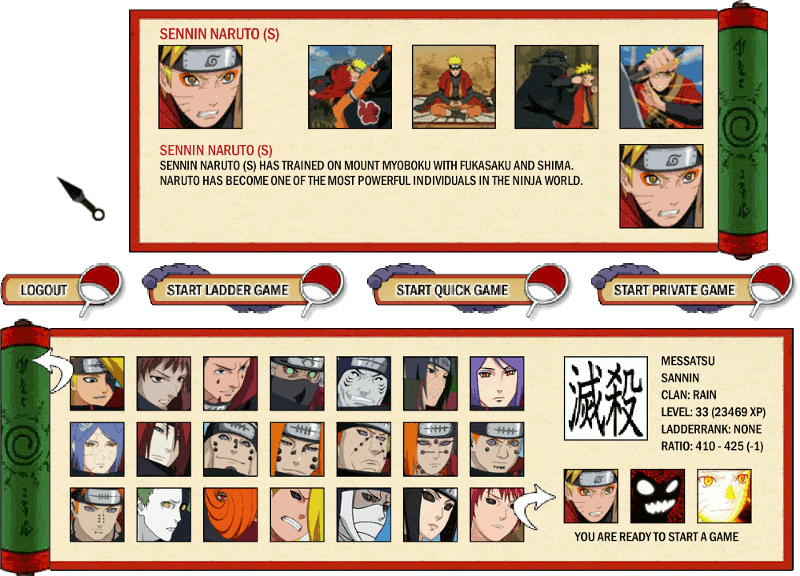 SENNIN NARUTO (S)
SENNIN NARUTO (S)
SENNIN NARUTO (S) HAS TRAINED ON MOUNT MYOBOKU WITH FUKASAKU AND SHIMA.
NARUTO HAS BECOME ONE OF THE MOST POWERFUL INDIVIDUALS IN THE NINJA WORLD.
LOGOUT
START LADDER GAME
START QUICK GAME
START PRIVATE GAME
滅殺
MESSATSU
SANNIN
CLAN: RAIN
LEVEL: 33 (23469 XP)
LADDERRANK: NONE
RATIO: 410 - 425 (-1)
YOU ARE READY TO START A GAME